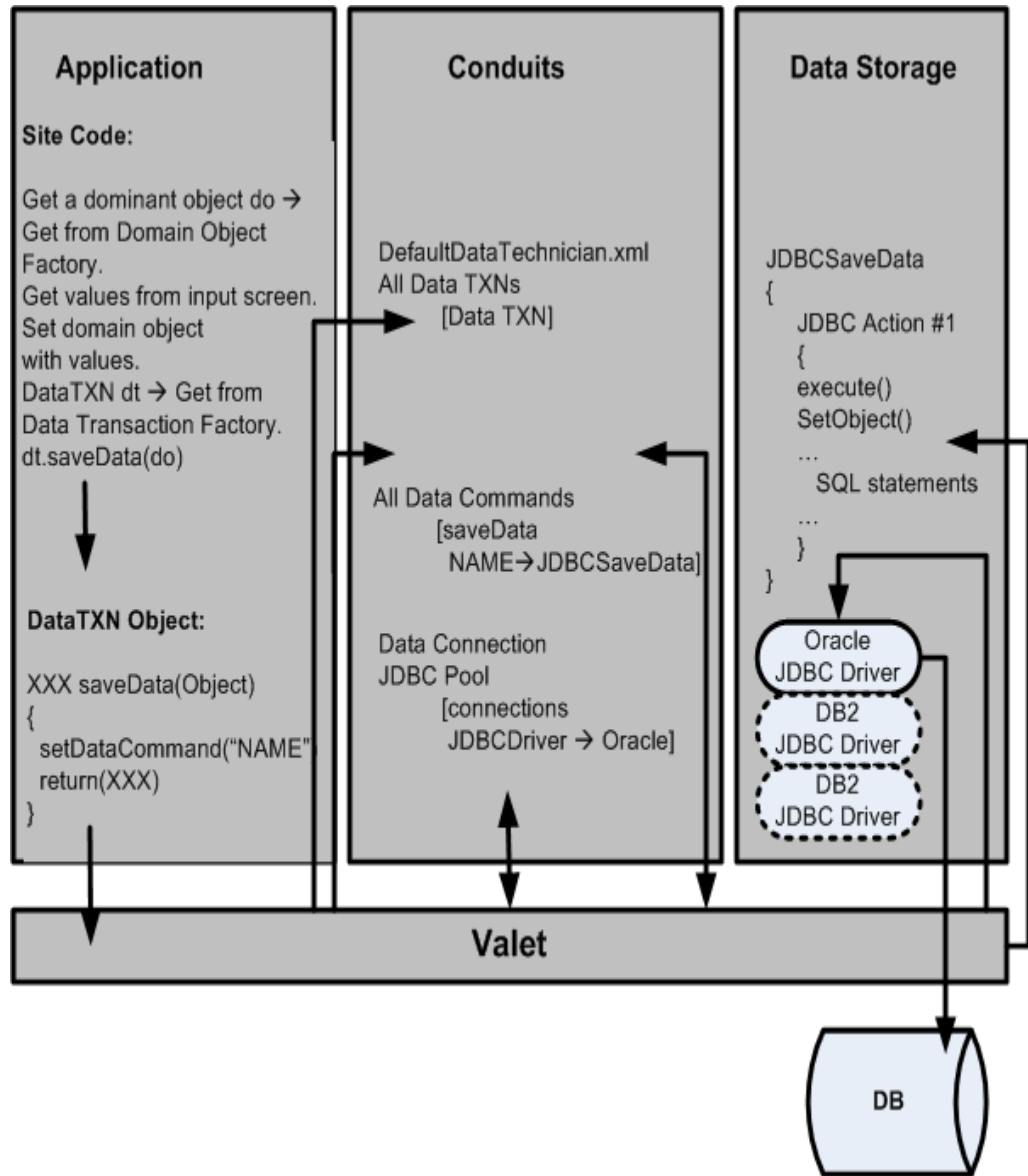 Application
Site Code:
Get a dominant object do →
Get from Domain Object
Factory.
Get values from input screen.
Set domain object
with values.
DataTXN dt → Get from
Data Transaction Factory.
dt.saveData(do)
DataTXN Object:
XXX saveData(Object)
{
setDataCommand(“NAME”
return(XXX)
}
Conduits
DefaultDataTechnician.xml
All Data TXNs
[Data TXN]
All Data Commands
[saveData
NAME→JDBCSaveData]
Data Connection
JDBC Pool
[connections
JDBCDriver → Oracle]
Data Storage
JDBCSaveData
{
JDBC Action #1
{
execute()
SetObject()
...
SQL statements
...
}
}
Oracle
JDBC Driver
DB2
JDBC Driver
DB2
JDBC Driver
Valet
DB